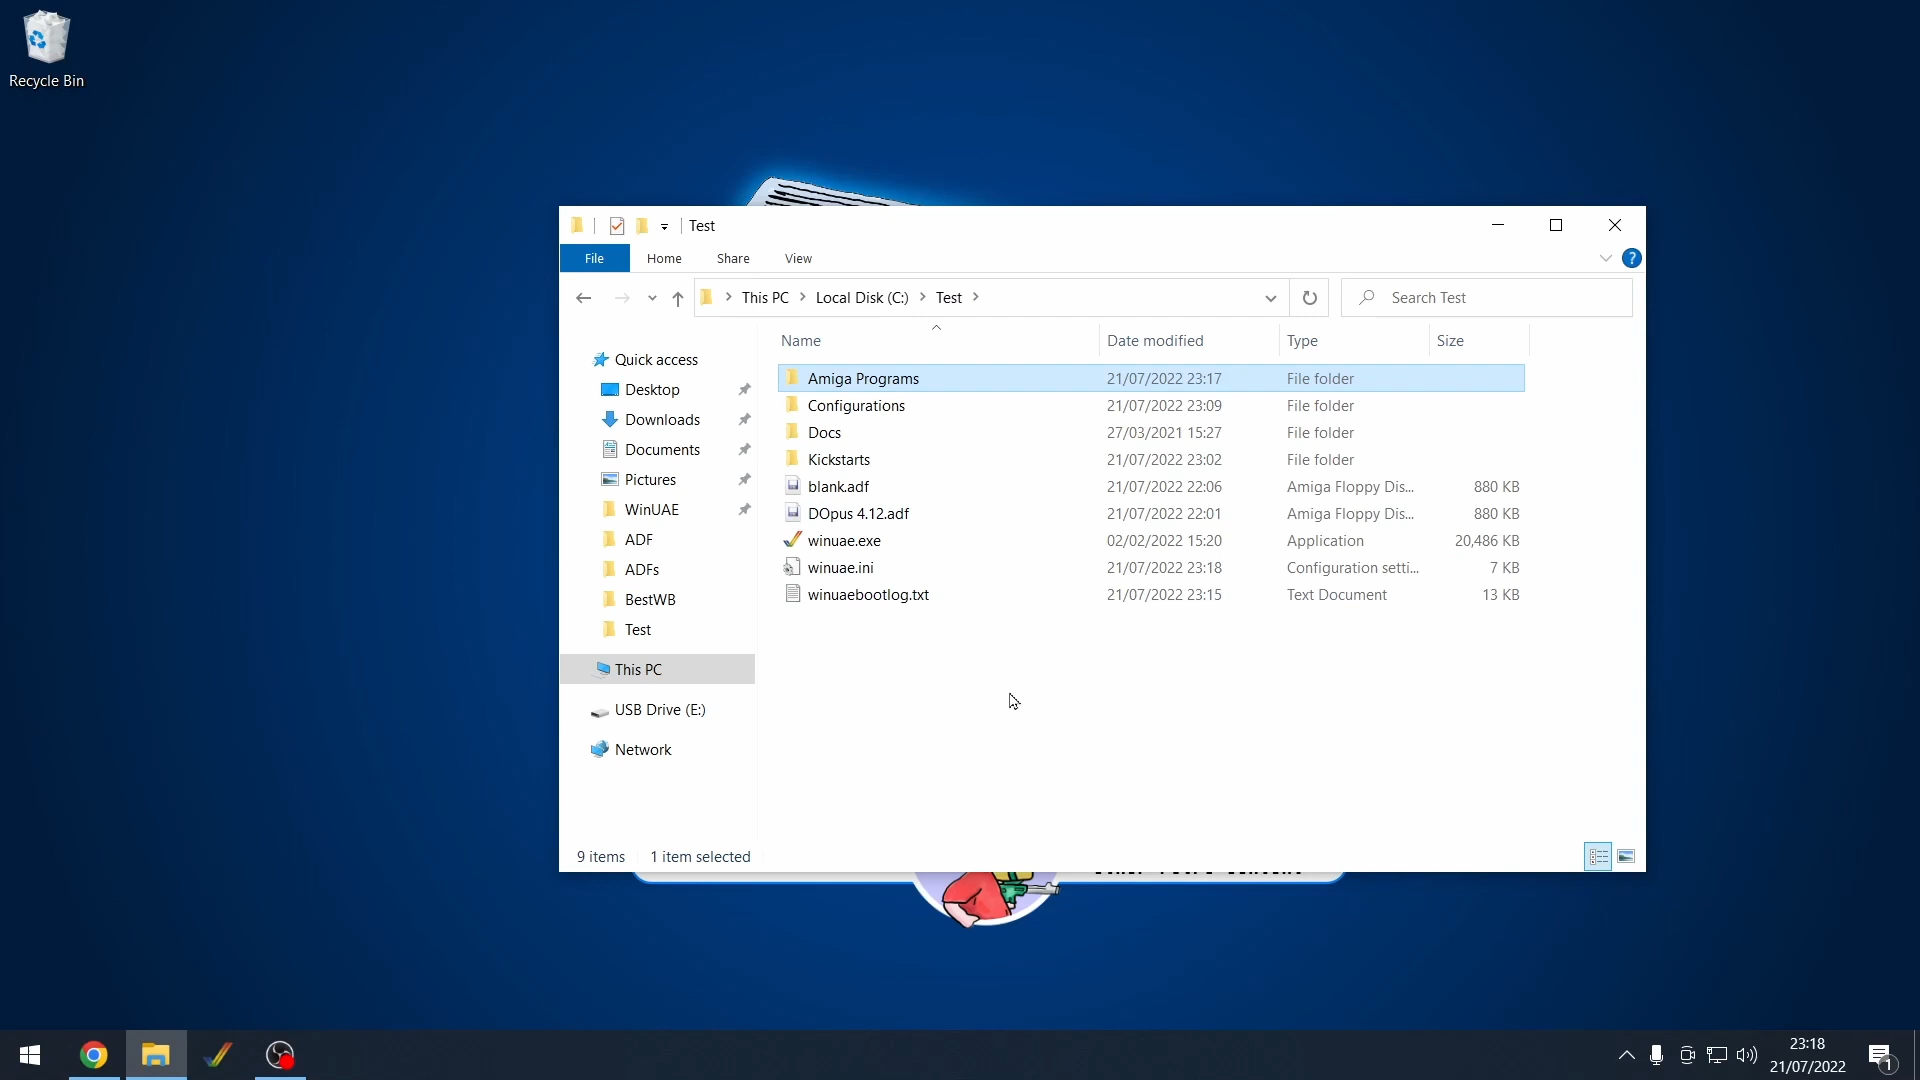 Recycle Bin
Test
File Home Share View
?
This PC Local Disk (C:) Test
Search Test
Name Date modified Type Size
Quick access
Desktop
Downloads
Documents
Pictures
WinUAE
ADF
ADFs
BestWB
Test
This PC
USB Drive (E:)
Network
Amiga Programs 21/07/2022 23:17 File folder
Configurations 21/07/2022 23:09 File folder
Docs 27/03/2021 15:27 File folder
Kickstarts 21/07/2022 23:02 File folder
blank.adf 21/07/2022 22:06 Amiga Floppy Dis... 880 KB
DOpus 4.12.adf 21/07/2022 22:01 Amiga Floppy Dis... 880 KB
winuae.exe 02/02/2022 15:20 Application 20,486 KB
winuae.ini 21/07/2022 23:18 Configuration setti... 7 KB
winuaebootlog.txt 21/07/2022 23:15 Text Document 13 KB
9 items 1 item selected
23:18
21/07/2022
1